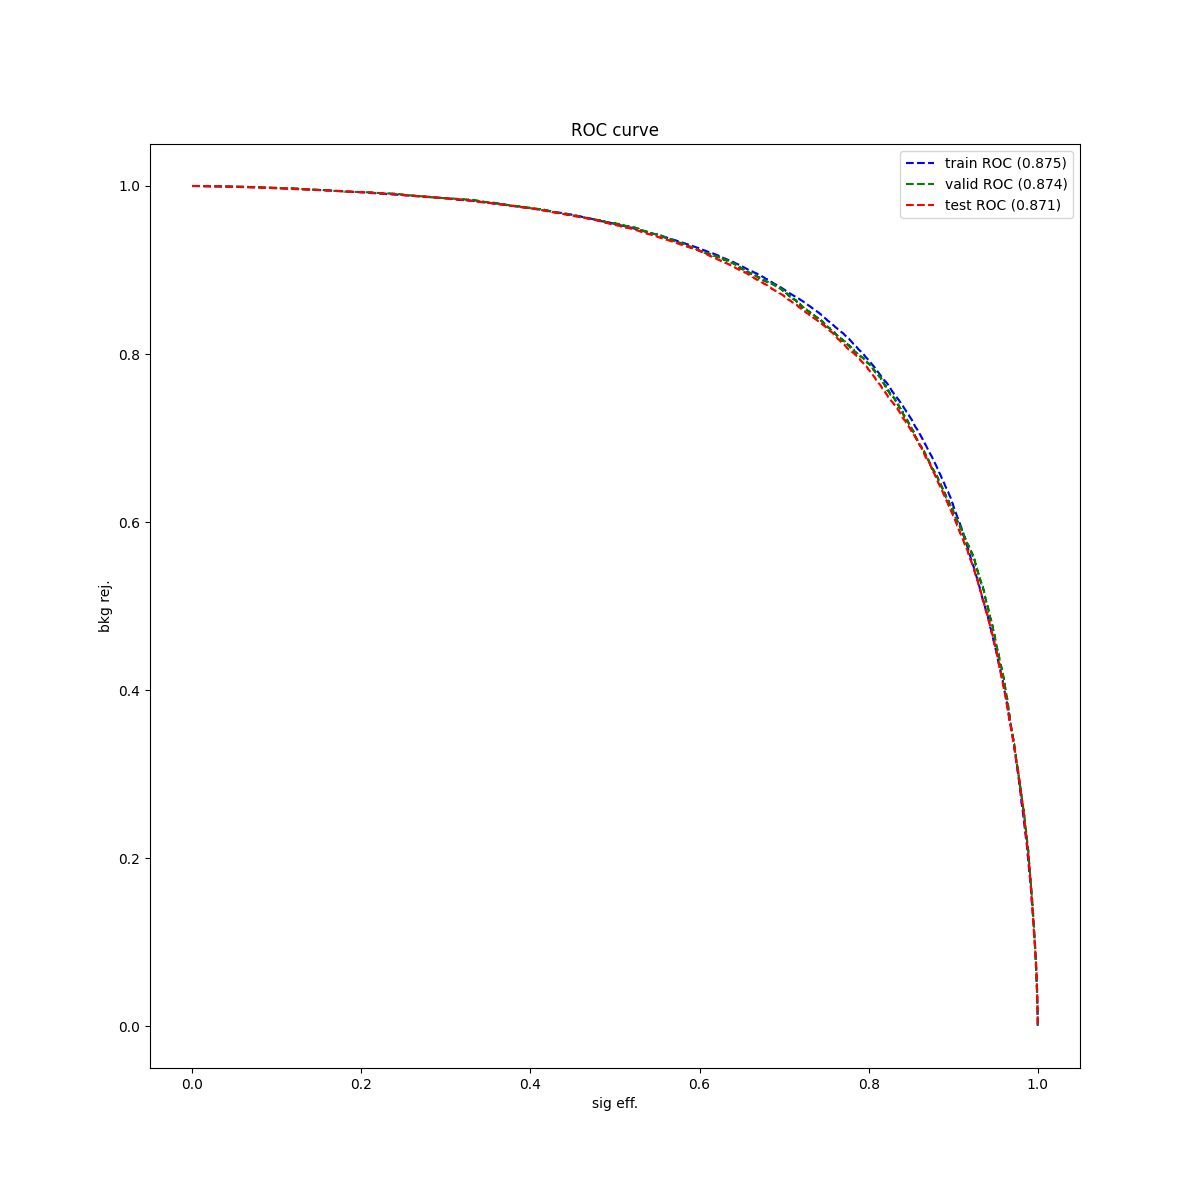 ROC curve
train ROC (0.875)
valid ROC (0.874)
test ROC (0.871)
1.0
0.8
0.6
0.4
0.2
0.0
bkg rej.
0.0 0.2 0.4 0.6 0.8 1.0
sig eff.